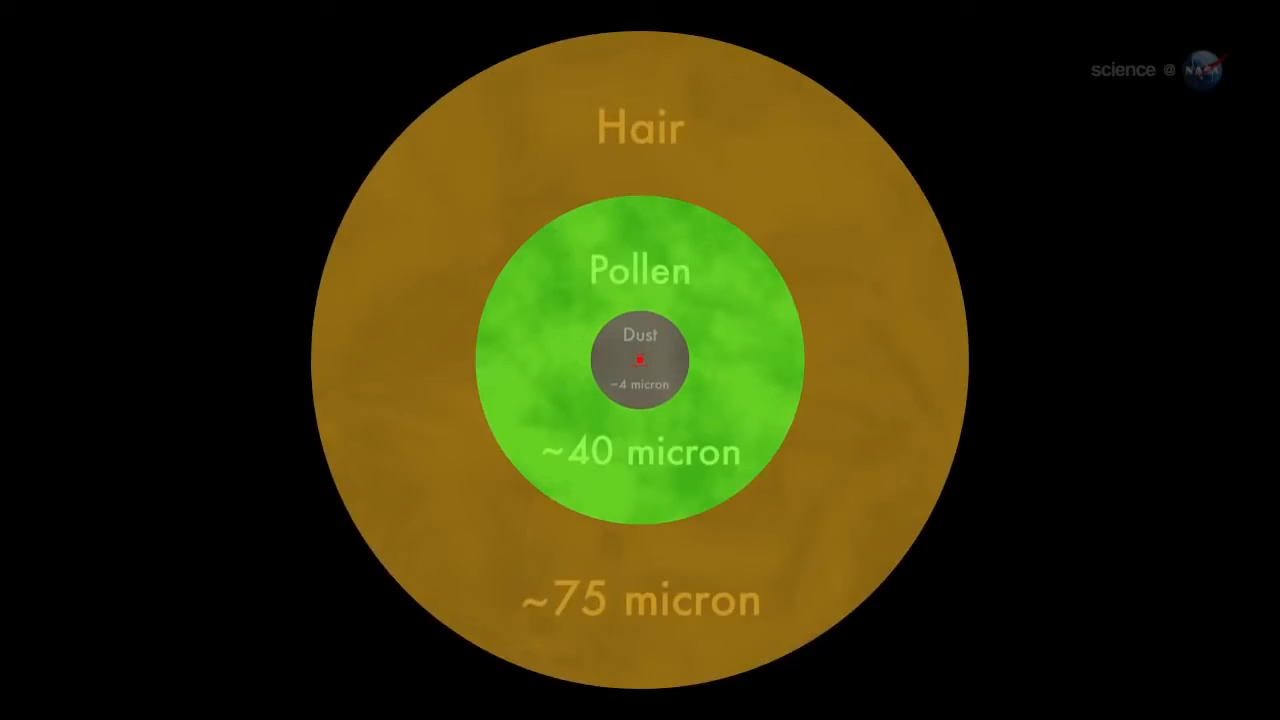 science @ NASA
Hair
Pollen
Dust
~4 micron
~40 micron
~75 micron